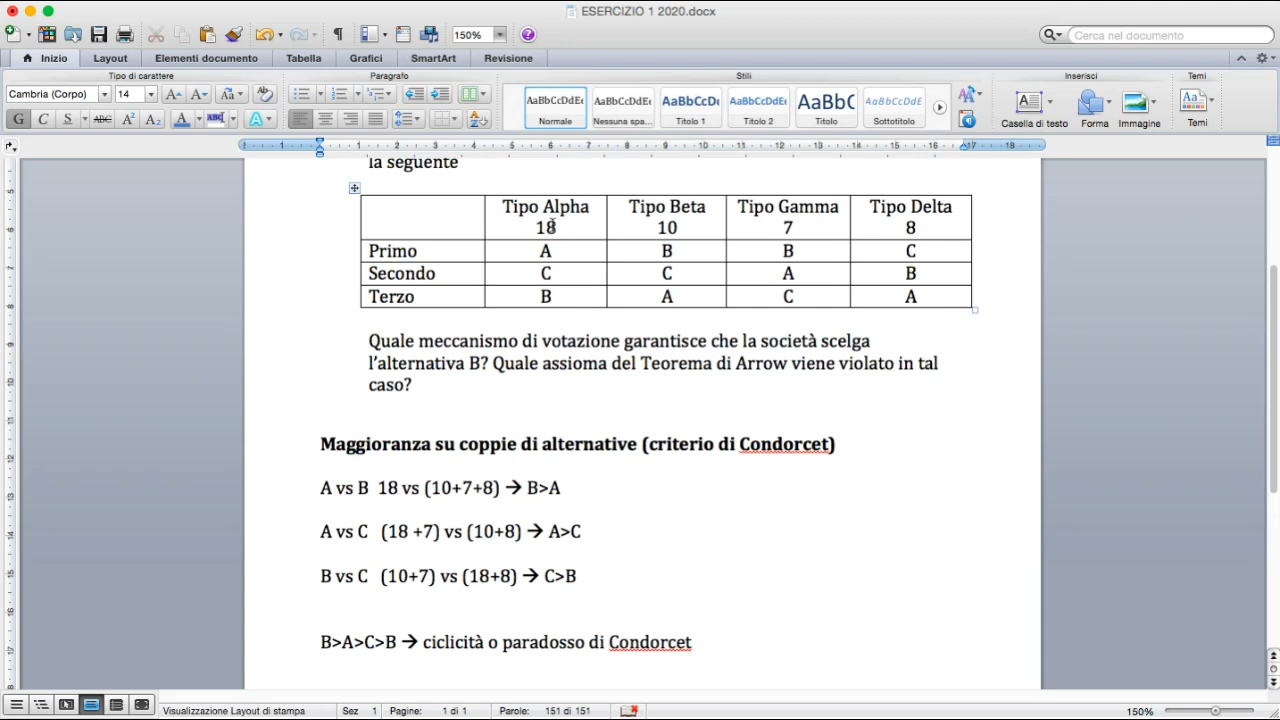 ESERCIZIO 1 2020.docx
150%
Cerca nel documento
Inizio Layout Elementi documento Tabella Grafici SmartArt Revisione
Tipo di carattere Paragrafo Stili Inserisci Temi
Cambria (Corpo) 14
AaBbCcDdEe AaBbCcDdEe AaBbCcDt AaBbCcDdEt AaBbC AaBbCcDdE
Normale Nessuna spa... Titolo 1 Titolo 2 Titolo Sottotitolo
Casella di testo Forma Immagine Temi
la seguente
Tipo Alpha Tipo Beta Tipo Gamma Tipo Delta
18 10 7 8
Primo A B B C
Secondo C C A B
Terzo B A C A
Quale meccanismo di votazione garantisce che la società scelga
l’alternativa B? Quale assioma del Teorema di Arrow viene violato in tal
caso?
Maggioranza su coppie di alternative (criterio di Condorcet)
A vs B 18 vs (10+7+8) → B>A
A vs C (18 +7) vs (10+8) → A>C
B vs C (10+7) vs (18+8) → C>B
B>A>C>B → ciclicità o paradosso di Condorcet
Visualizzazione Layout di stampa Sez 1 Pagine: 1 di 1 Parole: 151 di 151 150%